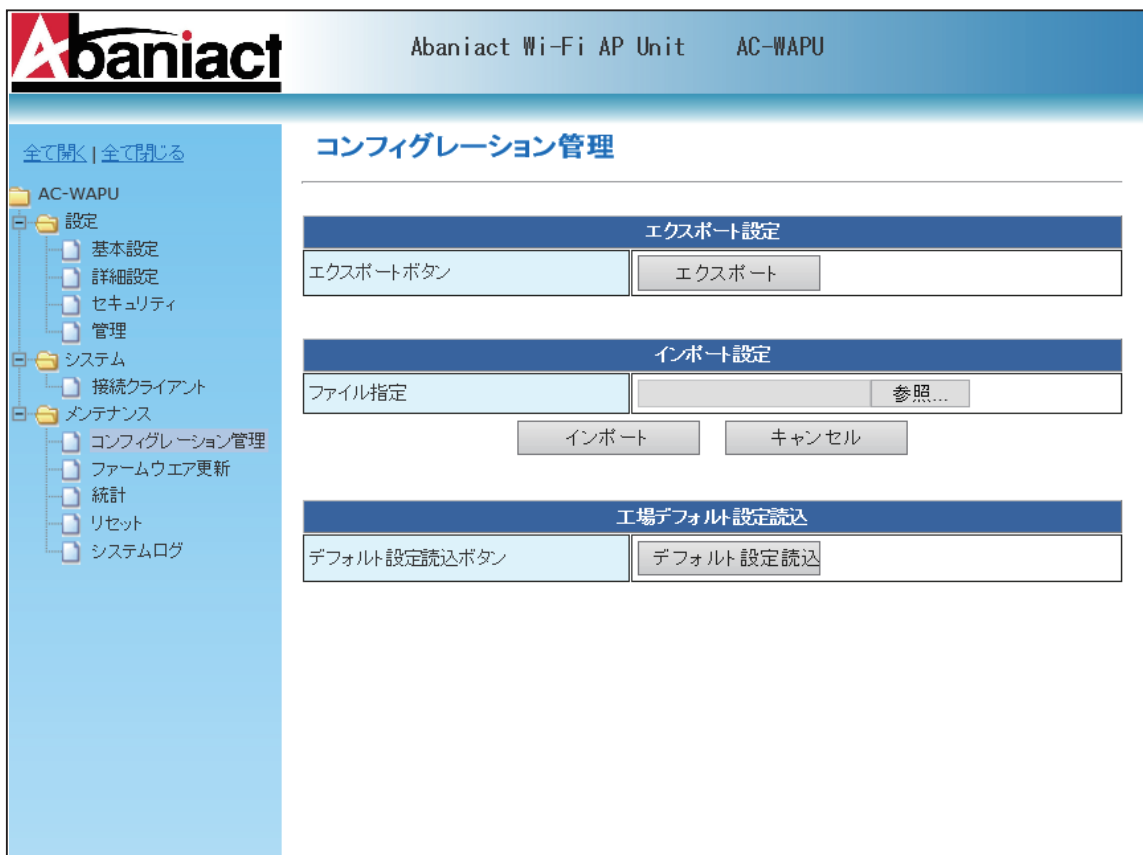 Abaniact
Abaniact Wi-Fi AP Unit AC-WAPU
全て開く | 全て閉じる
AC-WAPU
設定
基本設定
詳細設定
セキュリティ
管理
システム
接続クライアント
メンテナンス
コンフィグレーション管理
ファームウエア更新
統計
リセット
システムログ
コンフィグレーション管理
エクスポート設定
エクスポートボタン エクスポート
インポート設定
ファイル指定 参照...
インポート キャンセル
工場デフォルト設定読込
デフォルト設定読込ボタン デフォルト設定読込